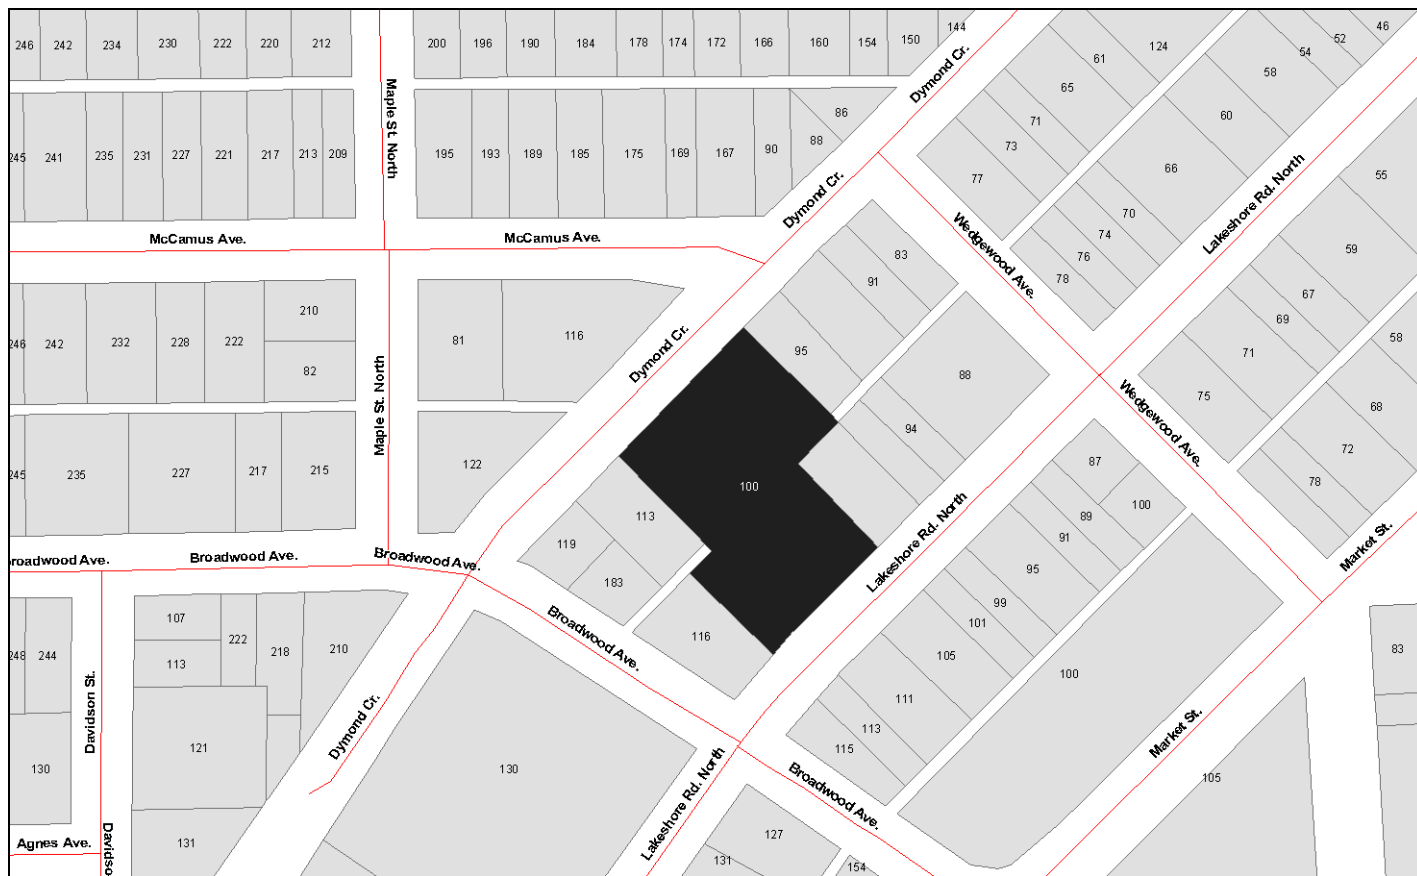 246 242 234 230 222 220 212 200 196 190 184 178 174 172 166 160 154 150 144
46
52
54
58
124
61
65
60
Dymond Cr.
Maple St. North
86
88
71
73
77
245 241 235 231 227 221 217 213 209 195 193 189 185 175 169 167 90
66
70
74
76
78
55
59
67
69
71
75
58
68
72
78
Lakeshore Rd. North
Dymond Cr.
Wedgewood Ave.
McCamus Ave. McCamus Ave.
83
91
95
246 242 232 228 222 210
82
81 116
Dymond Cr.
88
94
Wedgewood Ave.
Maple St. North
245 235 227 217 215
122
100
113
119
183
116
87
100
89
91
95
99
101
105
111
113
115
Lakeshore Rd. North
Market St.
Broadwood Ave. Broadwood Ave.
Broadwood Ave.
107
113
222
218
210
248 244
83
100
Davidson St.
Dymond Cr.
121
130
130
Market St.
105
Lakeshore Rd. North
Broadwood Ave.
Agnes Ave.
131
127
131
154